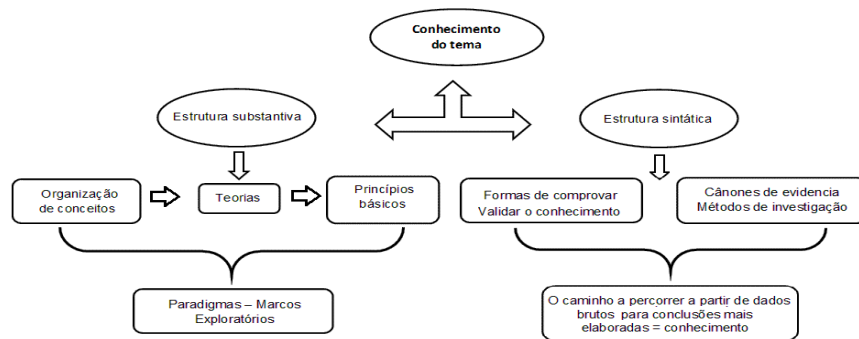 Conhecimento
do tema
Estrutura substantiva
Estrutura sintática
Organização
de conceitos
Teorias
Princípios
básicos
Formas de comprovar
Validar o conhecimento
Cânones de evidencia
Métodos de investigação
Paradigmas – Marcos
Exploratórios
O caminho a percorrer a partir de dados
brutos para conclusões mais
elaboradas = conhecimento